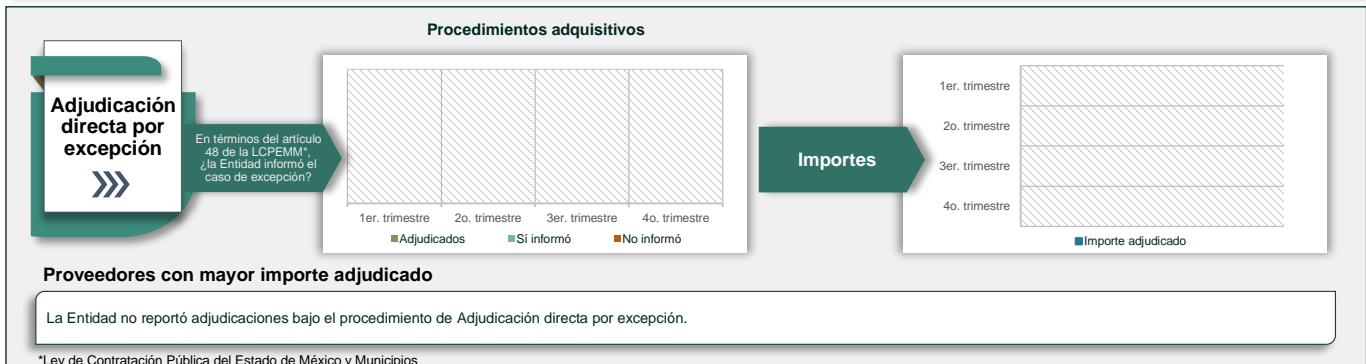 Procedimientos adquisitivos
Adjudicación
directa por
excepción
En términos del artículo
48 de la LCPEMM*,
¿la Entidad informó el
caso de excepción?
1er. trimestre 2o. trimestre 3er. trimestre 4o. trimestre
Adjudicados Sí informó No informó
Importes
1er. trimestre
2o. trimestre
3er. trimestre
4o. trimestre
Importe adjudicado
Proveedores con mayor importe adjudicado
La Entidad no reportó adjudicaciones bajo el procedimiento de Adjudicación directa por excepción.
*Ley de Contratación Pública del Estado de México y Municipios